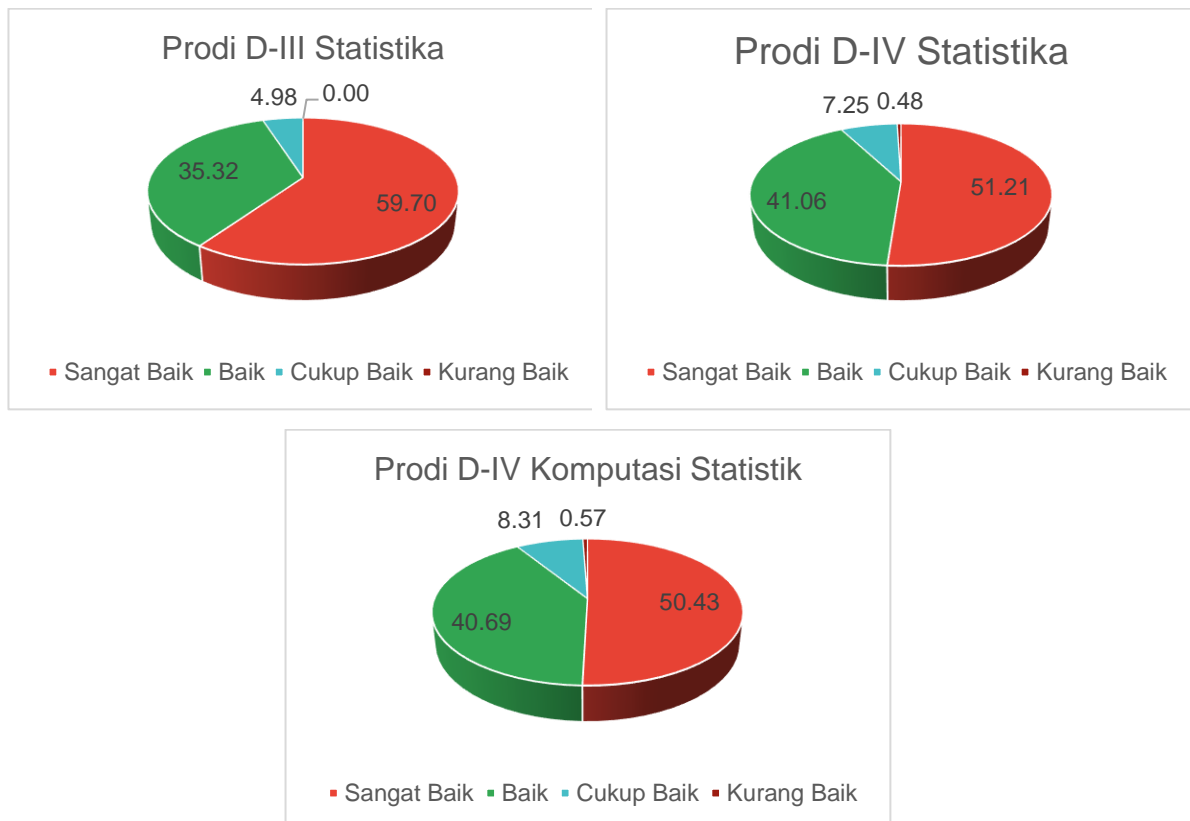 Prodi D-III Statistika
4.98 0.00
35.32
59.70
Sangat Baik Baik Cukup Baik Kurang Baik
Prodi D-IV Statistika
7.25 0.48
51.21
41.06
Sangat Baik Baik Cukup Baik Kurang Baik
Prodi D-IV Komputasi Statistik
8.31 0.57
50.43
40.69
Sangat Baik Baik Cukup Baik Kurang Baik